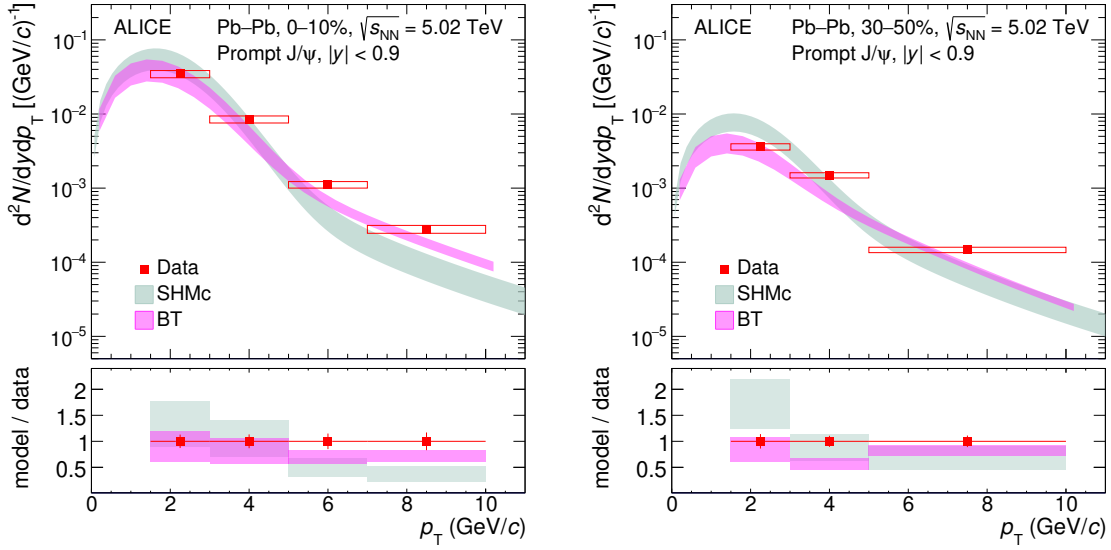 ALICE
Pb–Pb, 0–10%, √sNN = 5.02 TeV
Prompt J/ψ, |y| < 0.9
d²N/dydpT [(GeV/c)⁻¹]
10⁻¹
10⁻²
10⁻³
10⁻⁴
10⁻⁵
Data
SHMc
BT
model / data
2
1.5
1
0.5
0 2 4 6 8 10
pT (GeV/c)
ALICE
Pb–Pb, 30–50%, √sNN = 5.02 TeV
Prompt J/ψ, |y| < 0.9
d²N/dydpT [(GeV/c)⁻¹]
10⁻¹
10⁻²
10⁻³
10⁻⁴
10⁻⁵
Data
SHMc
BT
model / data
2
1.5
1
0.5
0 2 4 6 8 10
pT (GeV/c)